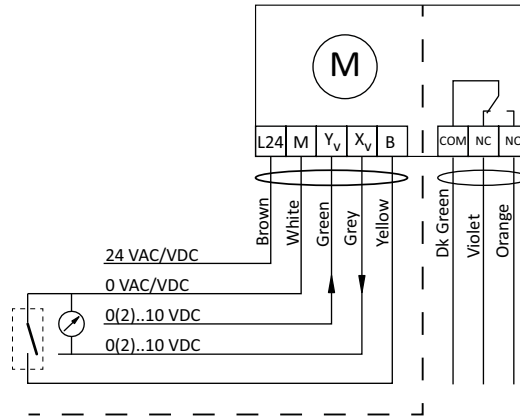 M
L24 M Yv Xv B COM NC NO
Brown
White
Green
Grey
Yellow
Dk Green
Violet
Orange
24 VAC/VDC
0 VAC/VDC
0(2)..10 VDC
0(2)..10 VDC